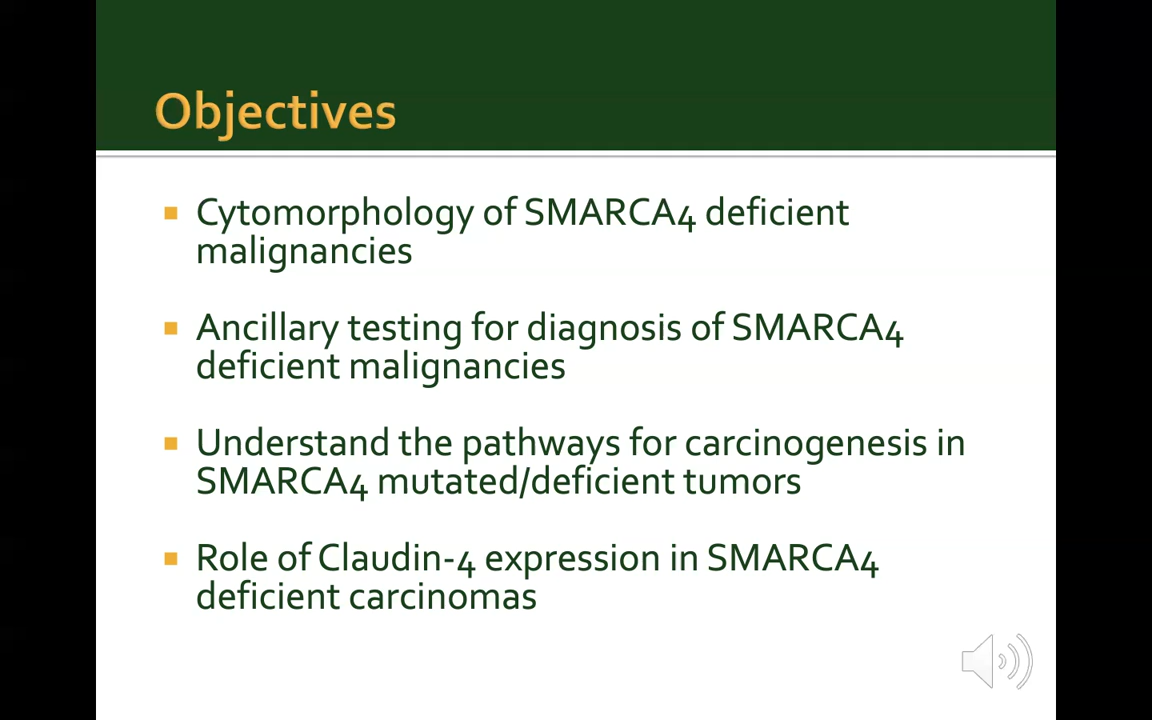 Objectives
▪ Cytomorphology of SMARCA4 deficient
malignancies
▪ Ancillary testing for diagnosis of SMARCA4
deficient malignancies
▪ Understand the pathways for carcinogenesis in
SMARCA4 mutated/deficient tumors
▪ Role of Claudin-4 expression in SMARCA4
deficient carcinomas